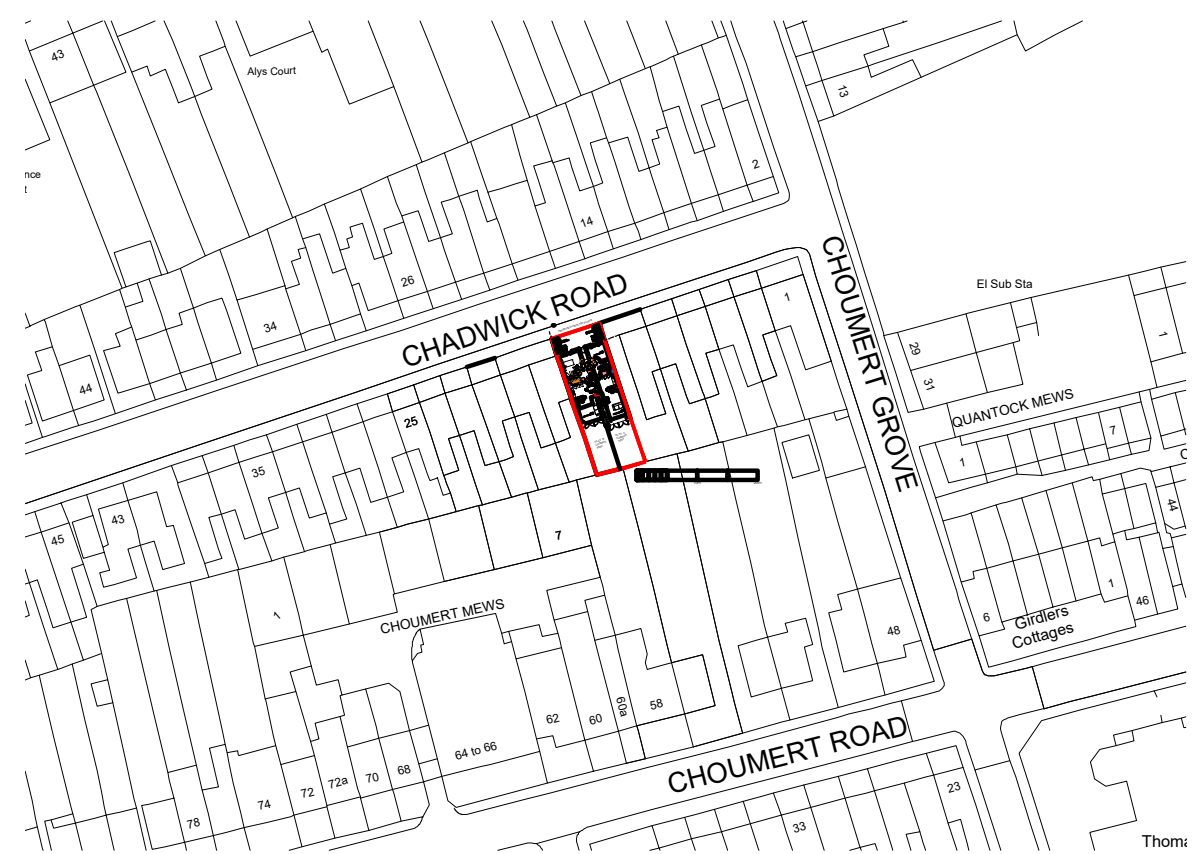 43
Alys Court
13
nce
t
2
14
26
34
44
CHADWICK ROAD
CHOUMERT GROVE
El Sub Sta
1
1
29
31
25
35
43
45
QUANTOCK MEWS
7
1
44
7
1
CHOUMERT MEWS
6
1
46
Girdlers
Cottages
48
58
60a
60
62
64 to 66
68
70
72a
72
74
78
CHOUMERT ROAD
23
33
Thoma